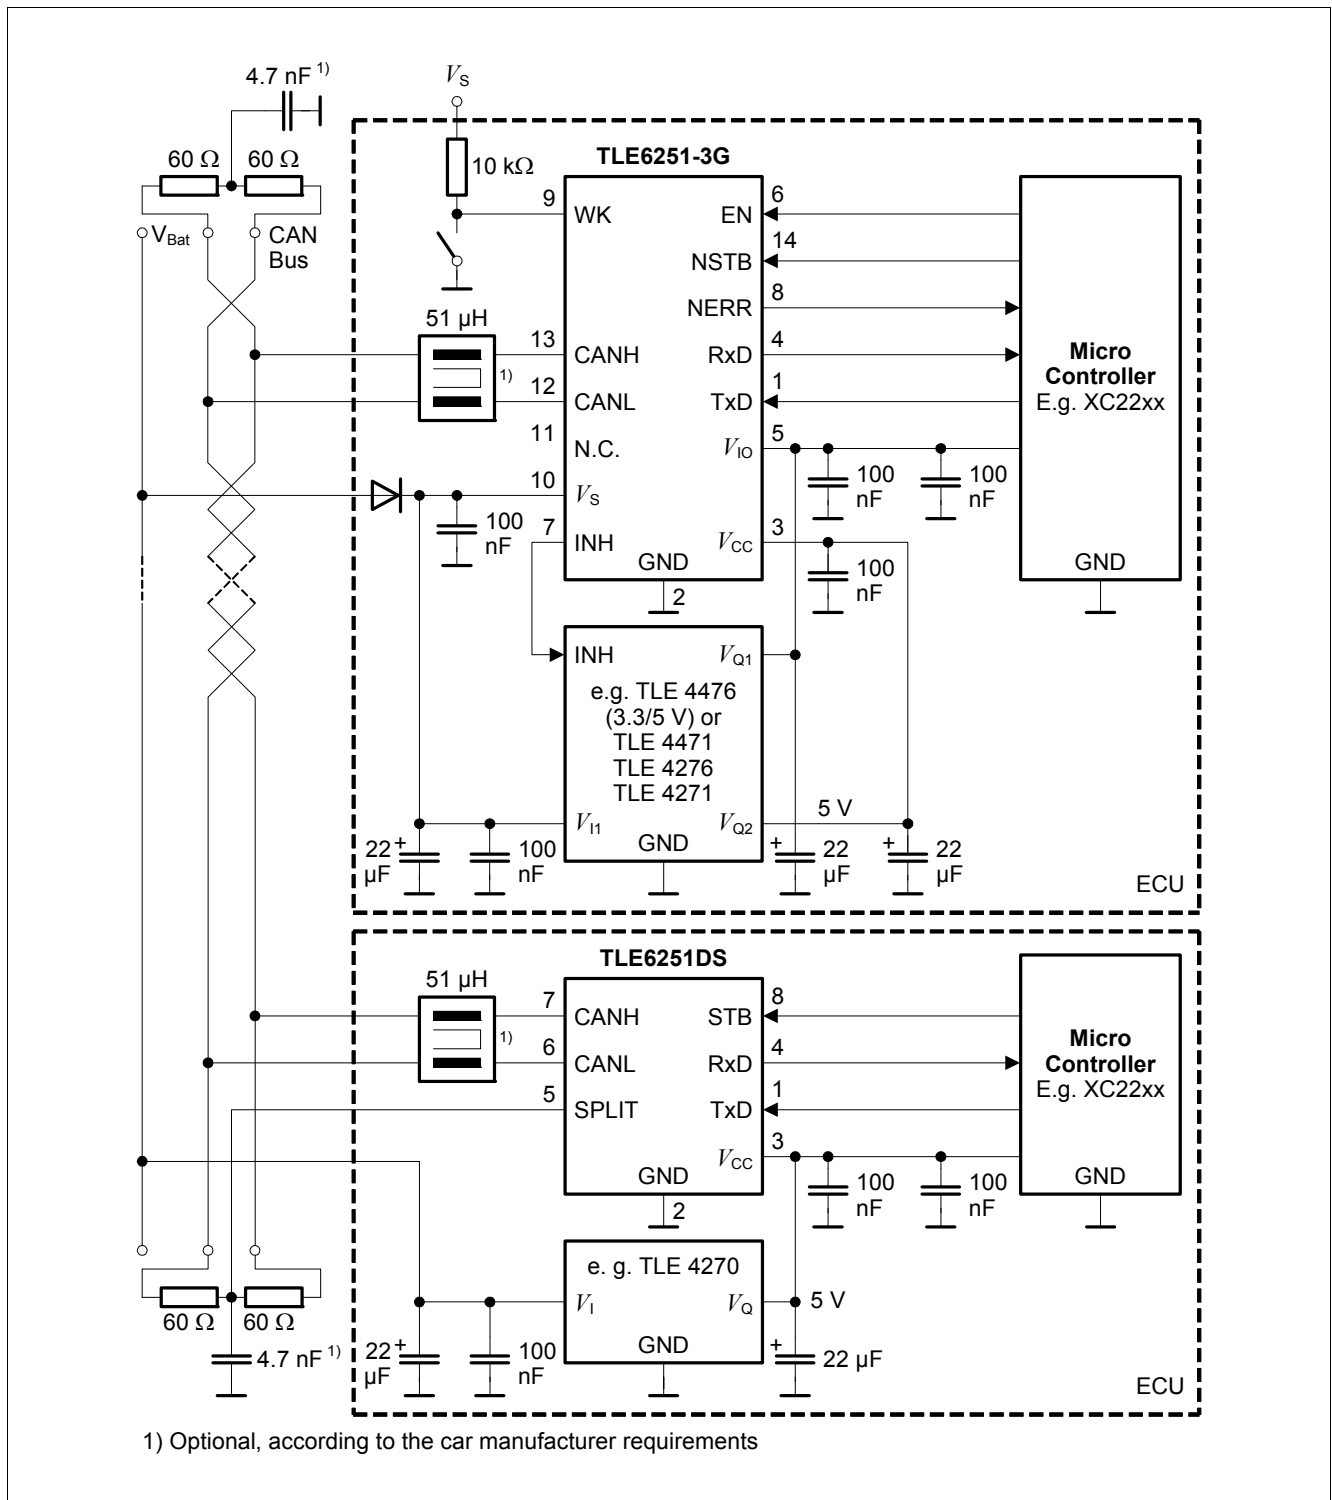 4.7 nF 1)
VS
60 Ω 60 Ω
10 kΩ
TLE6251-3G
VBat
CAN
Bus
9 WK
EN 6
NSTB 14
NERR 8
51 µH
1)
13 CANH
RxD 4
12 CANL
TxD 1
11 N.C.
VIO 5
10 VS
7 INH
VCC 3
GND
2
100
nF
100
nF
100
nF
100
nF
Micro
Controller
E.g. XC22xx
GND
INH
VQ1
e.g. TLE 4476
(3.3/5 V) or
TLE 4471
TLE 4276
TLE 4271
VI1
VQ2
5 V
GND
22
µF
+
100
nF
+
22
µF
+
22
µF
ECU
TLE6251DS
51 µH
1)
7 CANH
STB 8
6 CANL
RxD 4
5 SPLIT
TxD 1
VCC 3
GND
2
100
nF
100
nF
Micro
Controller
E.g. XC22xx
GND
e. g. TLE 4270
VI
VQ
5 V
GND
60 Ω 60 Ω
4.7 nF 1)
22
µF
+
100
nF
+
22 µF
ECU
1) Optional, according to the car manufacturer requirements